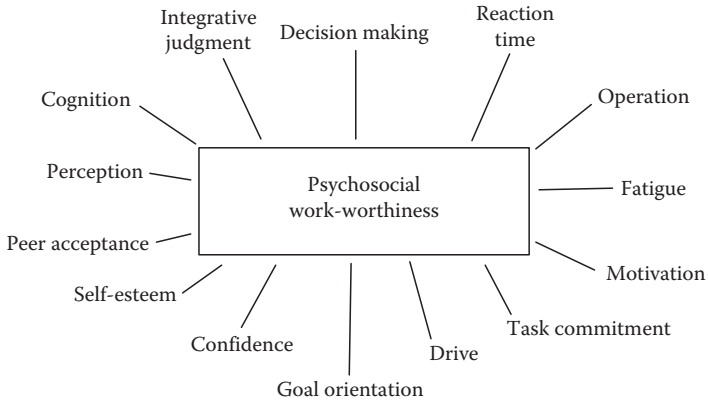 Integrative
judgment
Decision making
Reaction
time
Cognition
Operation
Perception
Psychosocial
work-worthiness
Fatigue
Peer acceptance
Motivation
Self-esteem
Task commitment
Confidence
Drive
Goal orientation